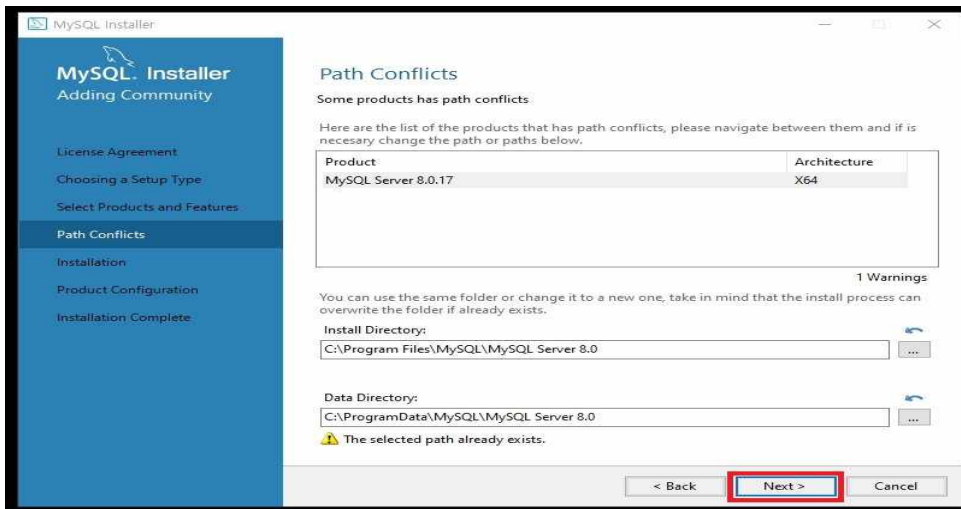 MySQL Installer
MySQL. Installer
Adding Community
License Agreement
Choosing a Setup Type
Select Products and Features
Path Conflicts
Installation
Product Configuration
Installation Complete
Path Conflicts
Some products has path conflicts
Here are the list of the products that has path conflicts, please navigate between them and if is
necesary change the path or paths below.
Product Architecture
MySQL Server 8.0.17 X64
1 Warnings
You can use the same folder or change it to a new one, take in mind that the install process can
overwrite the folder if already exists.
Install Directory:
C:\Program Files\MySQL\MySQL Server 8.0
...
Data Directory:
C:\ProgramData\MySQL\MySQL Server 8.0
...
The selected path already exists.
< Back Next > Cancel